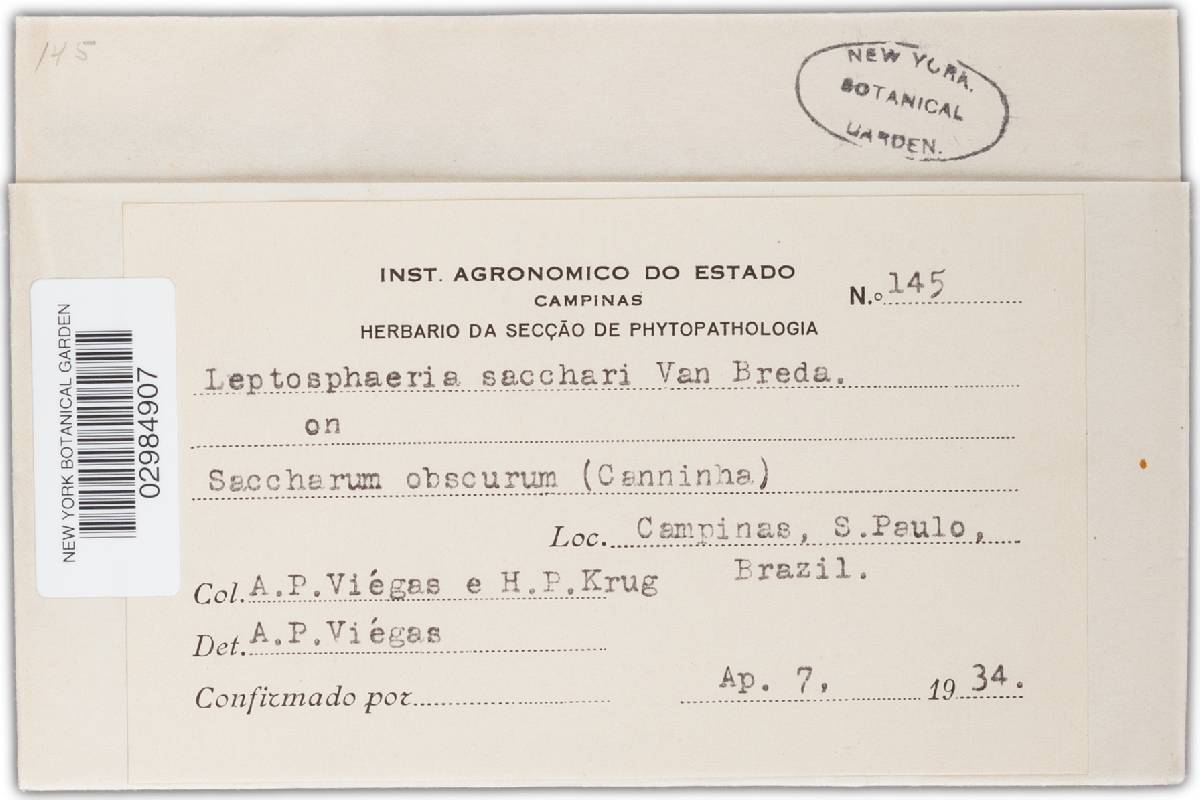 145
NEW YORK
BOTANICAL
GARDEN.
INST. AGRONOMICO DO ESTADO
CAMPINAS
N.o 145
HERBARIO DA SECÇÃO DE PHYTOPATHOLOGIA
Leptosphaeria sacchari Van Breda.
on
Saccharum obscurum (Canninha)
Loc. Campinas, S.Paulo,
Brazil.
Col. A.P.Viégas e H.P.Krug
Det. A.P.Viégas
Ap. 7, 1934.
Confirmado por
NEW YORK BOTANICAL GARDEN
02984907